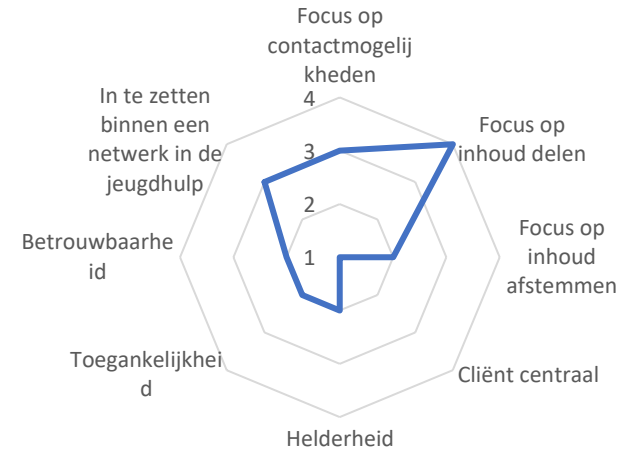 Focus op
contactmogelij
kheden
Focus op
inhoud delen
Focus op
inhoud
afstemmen
Cliënt centraal
Helderheid
Toegankelijkhei
d
Betrouwbaarhe
id
In te zetten
binnen een
netwerk in de
jeugdhulp
4
3
2
1